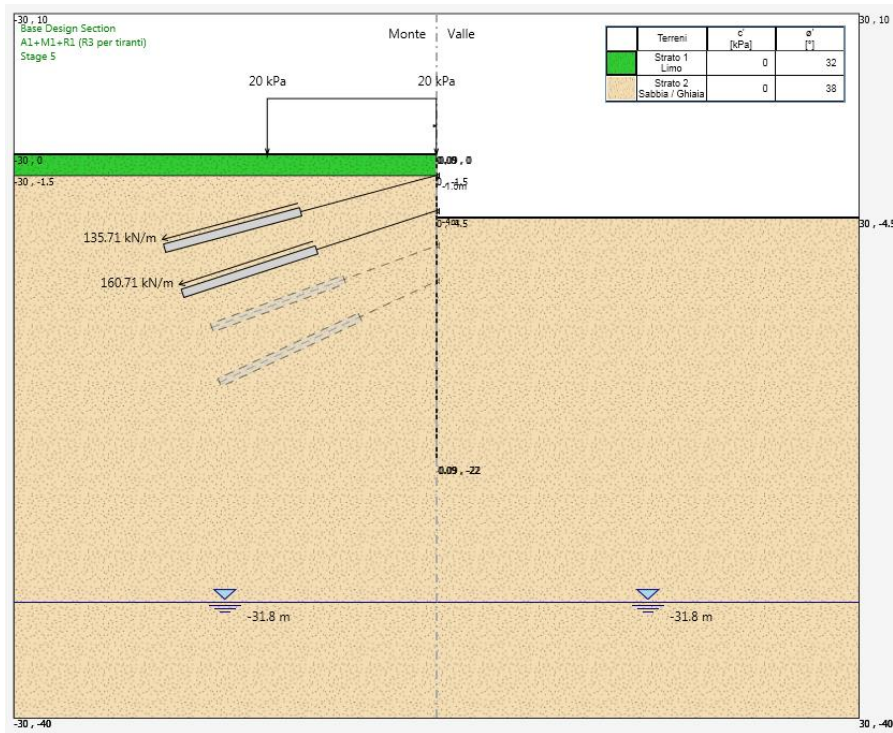 -30 , 10
30 , 10
Base Design Section
A1+M1+R1 (R3 per tiranti)
Stage 5
Monte
Valle
Terreni
c'
[kPa]
ø'
[°]
Strato 1
Limo
0
32
Strato 2
Sabbia / Ghiaia
0
38
20 kPa
20 kPa
-30 , 0
0.09 , 0
-30 , -1.5
0, -1.5
0, -4.5
30 , -4.5
135.71 kN/m
160.71 kN/m
0.09 , -22
-31.8 m
-31.8 m
-30 , -40
30 , -40